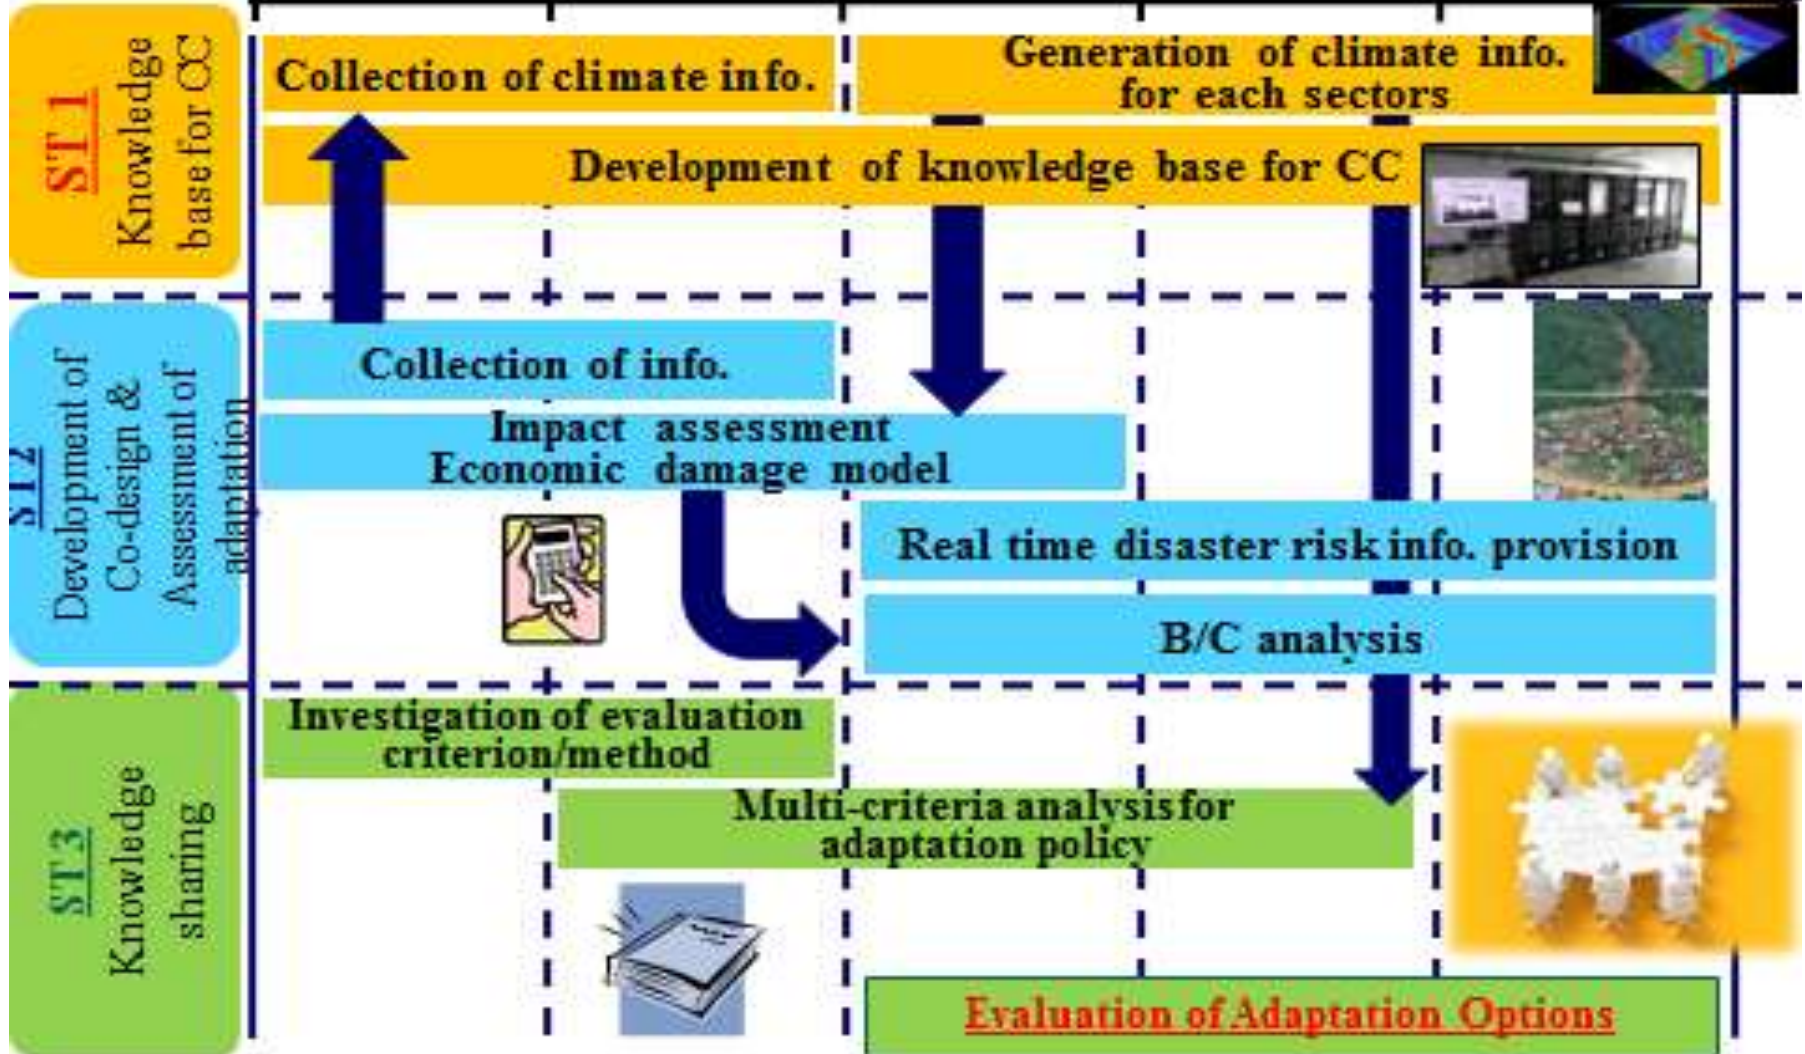 ST 1
Knowledge
base for CC
Collection of climate info.
Generation of climate info.
for each sectors
Development of knowledge base for CC
ST2
Development of
Co-design &
Assessment of
adaptation
Collection of info.
Impact assessment
Economic damage model
Real time disaster risk info. provision
B/C analysis
ST 3
Knowledge
sharing
Investigation of evaluation
criterion/method
Multi-criteria analysis for
adaptation policy
Evaluation of Adaptation Options